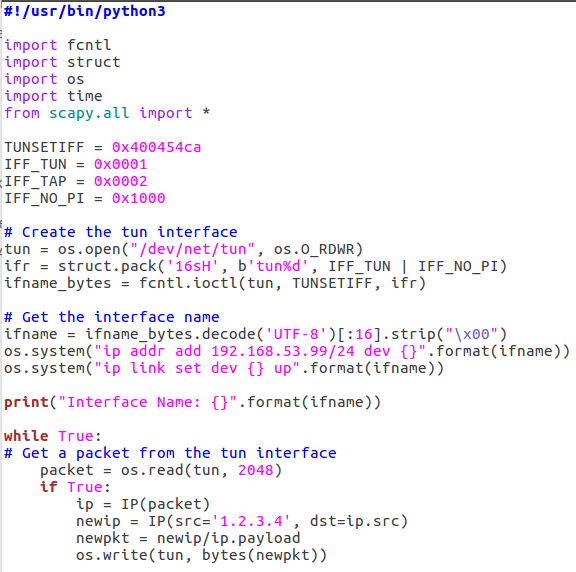 #!/usr/bin/python3
import fcntl
import struct
import os
import time
from scapy.all import *
TUNSETIFF = 0x400454ca
IFF_TUN = 0x0001
IFF_TAP = 0x0002
IFF_NO_PI = 0x1000
# Create the tun interface
tun = os.open("/dev/net/tun", os.O_RDWR)
ifr = struct.pack('16sH', b'tun%d', IFF_TUN | IFF_NO_PI)
ifname_bytes = fcntl.ioctl(tun, TUNSETIFF, ifr)
# Get the interface name
ifname = ifname_bytes.decode('UTF-8')[:16].strip("\x00")
os.system("ip addr add 192.168.53.99/24 dev {}".format(ifname))
os.system("ip link set dev {} up".format(ifname))
print("Interface Name: {}".format(ifname))
while True:
# Get a packet from the tun interface
    packet = os.read(tun, 2048)
    if True:
        ip = IP(packet)
        newip = IP(src='1.2.3.4', dst=ip.src)
        newpkt = newip/ip.payload
        os.write(tun, bytes(newpkt))